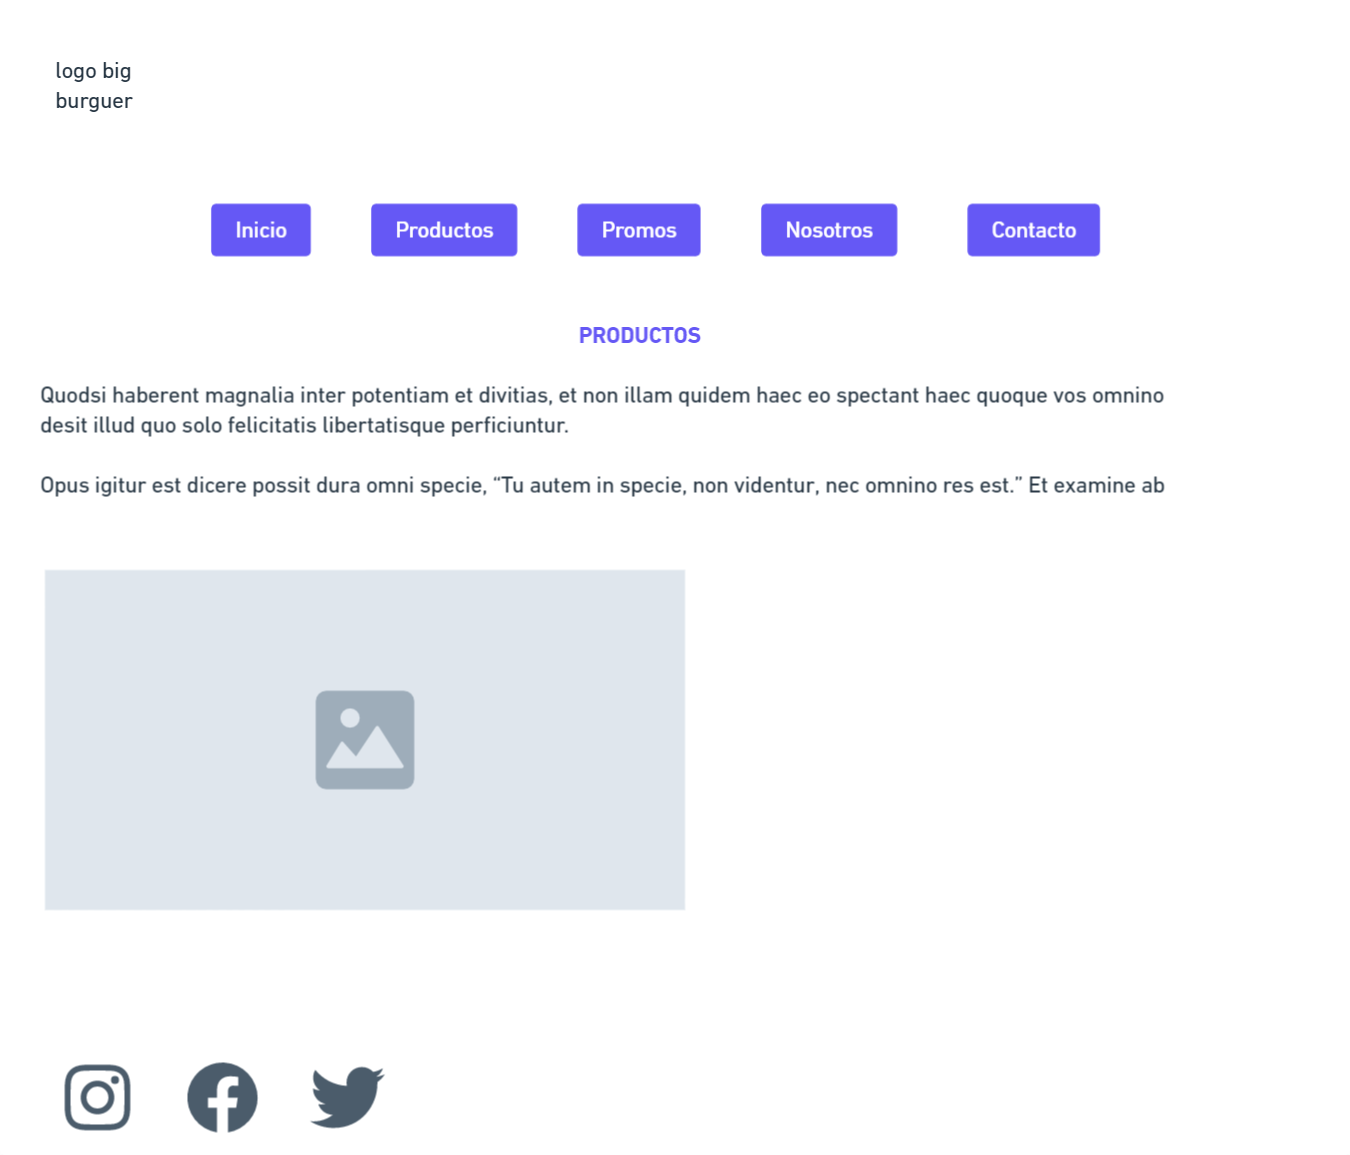 logo big
burguer
Inicio Productos Promos Nosotros Contacto
PRODUCTOS
Quodsi haberent magnalia inter potentiam et divitias, et non illam quidem haec eo spectant haec quoque vos omnino
desit illud quo solo felicitatis libertatisque perficiuntur.
Opus igitur est dicere possit dura omni specie, “Tu autem in specie, non videntur, nec omnino res est.” Et examine ab